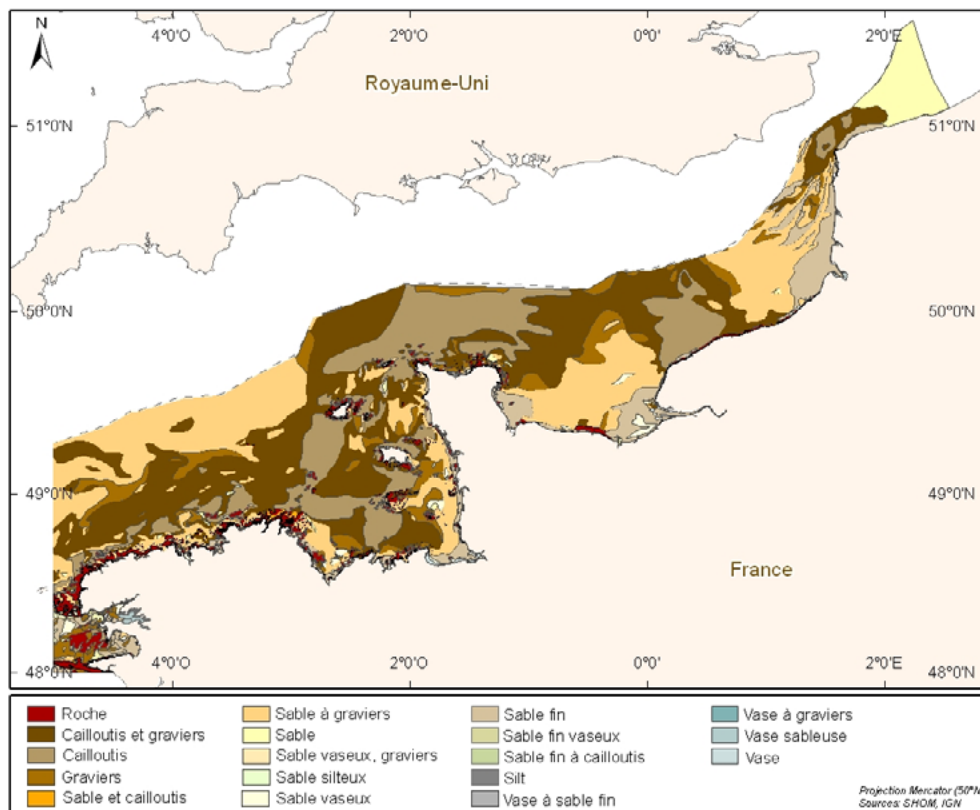 N
4°0'O 2°0'O 0°0' 2°0'E
Royaume-Uni
51°0'N 51°0'N
50°0'N 50°0'N
49°0'N 49°0'N
France
48°0'N 48°0'N
4°0'O 2°0'O 0°0' 2°0'E
Roche
Cailloutis et graviers
Cailloutis
Graviers
Sable et cailloutis
Sable à graviers
Sable
Sable vaseux, graviers
Sable silteux
Sable vaseux
Sable fin
Sable fin vaseux
Sable fin à cailloutis
Silt
Vase à sable fin
Vase à graviers
Vase sableuse
Vase
Projection Mercator
Sources: SHOM, IGN